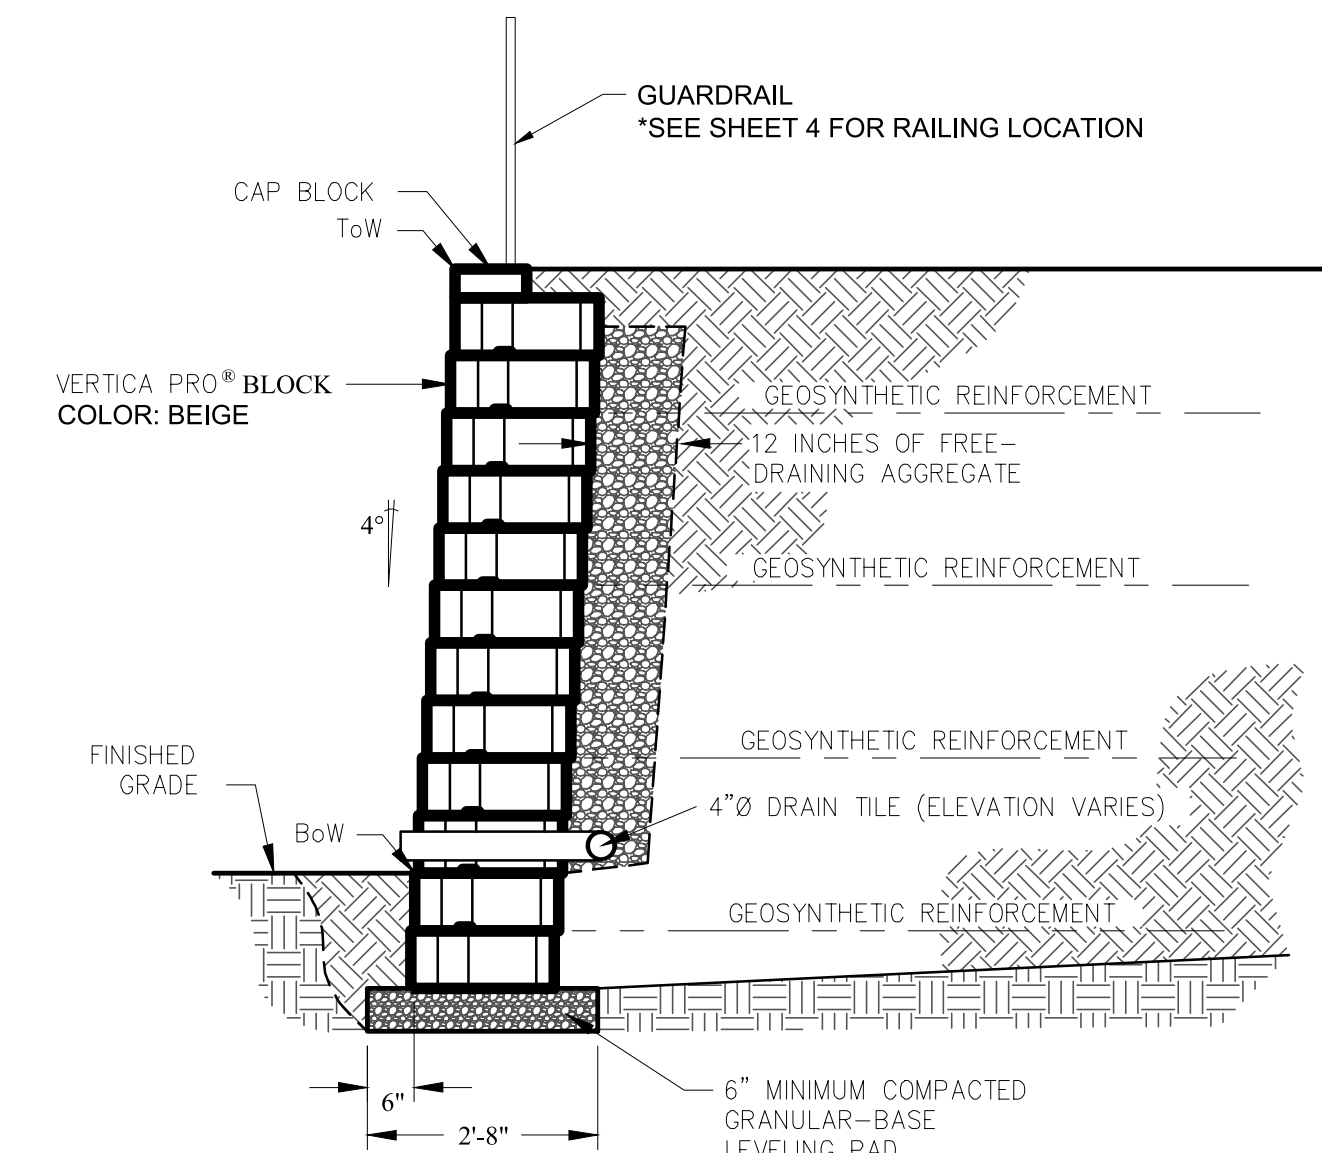 GUARDRAIL
*SEE SHEET 4 FOR RAILING LOCATION
CAP BLOCK
ToW
VERTICA PRO® BLOCK
COLOR: BEIGE
GEOSYNTHETIC REINFORCEMENT
12 INCHES OF FREE-
DRAINING AGGREGATE
4°
GEOSYNTHETIC REINFORCEMENT
GEOSYNTHETIC REINFORCEMENT
FINISHED
GRADE
4”Ø DRAIN TILE (ELEVATION VARIES)
BoW
GEOSYNTHETIC REINFORCEMENT
6” MINIMUM COMPACTED
GRANULAR-BASE
LEVELING PAD
6"
2'-8"